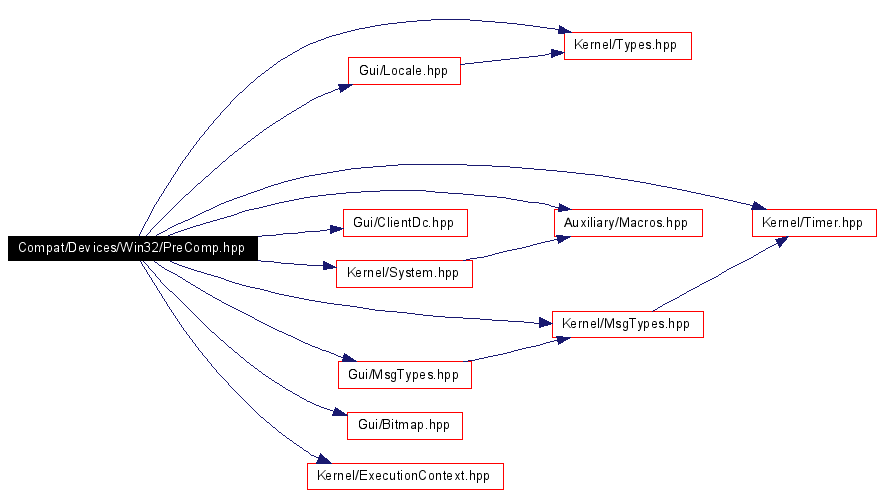 Kernel/Types.hpp
Gui/Locale.hpp
Gui/ClientDc.hpp
Auxiliary/Macros.hpp
Kernel/Timer.hpp
Compat/Devices/Win32/PreComp.hpp
Kernel/System.hpp
Kernel/MsgTypes.hpp
Gui/MsgTypes.hpp
Gui/Bitmap.hpp
Kernel/ExecutionContext.hpp